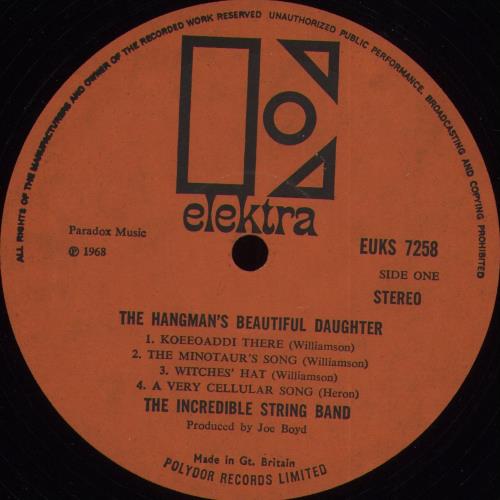 ALL RIGHTS OF THE MANUFACTURERS AND OWNER OF THE RECORDED WORK RESERVED UNAUTHORIZED PUBLIC PERFORMANCE, BROADCASTING AND COPYING PROHIBITED
elektra
Paradox Music
℗ 1968
EUKS 7258
SIDE ONE
STEREO
THE HANGMAN'S BEAUTIFUL DAUGHTER
1. KOEEOADDI THERE (Williamson)
2. THE MINOTAUR'S SONG (Williamson)
3. WITCHES' HAT (Williamson)
4. A VERY CELLULAR SONG (Heron)
THE INCREDIBLE STRING BAND
Produced by Joe Boyd
Made in Gt. Britain
POLYDOR RECORDS LIMITED